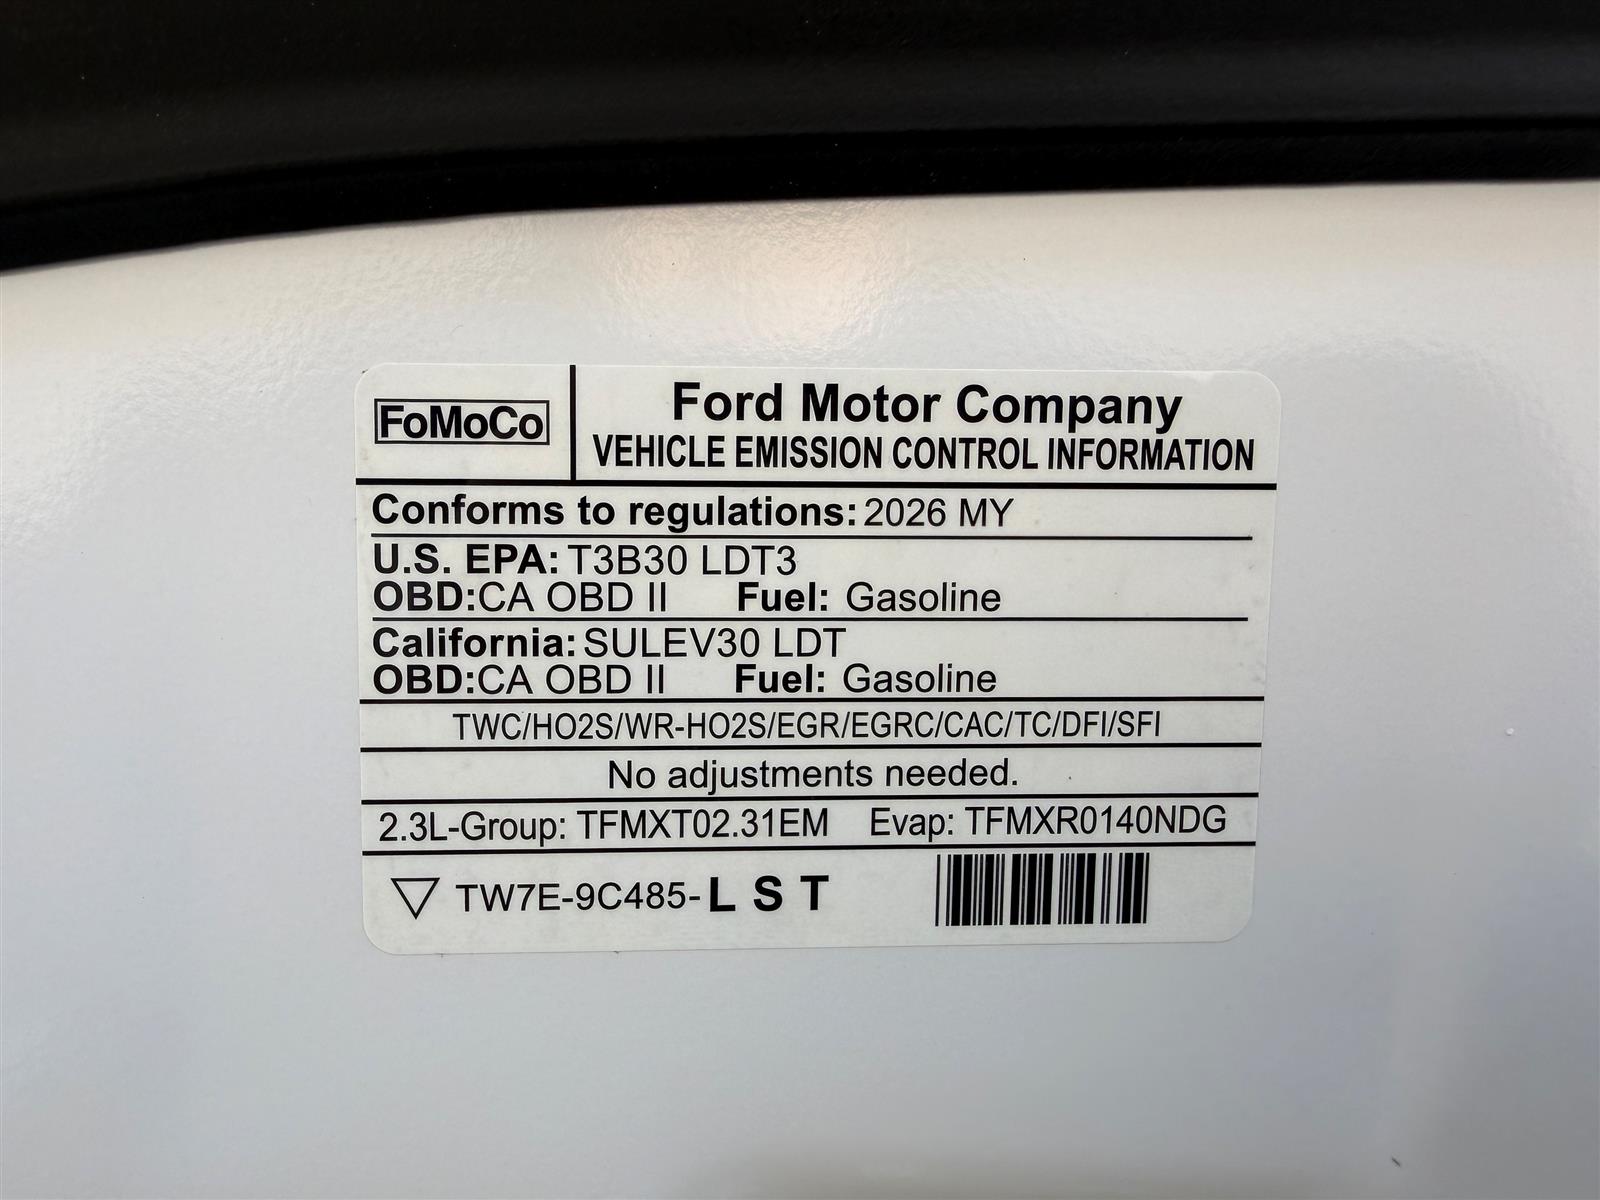 FoMoCo
Ford Motor Company
VEHICLE EMISSION CONTROL INFORMATION
Conforms to regulations: 2026 MY
U.S. EPA: T3B30 LDT3
OBD: CA OBD II Fuel: Gasoline
California: SULEV30 LDT
OBD: CA OBD II Fuel: Gasoline
TWC/HO2S/WR-HO2S/EGR/EGRC/CAC/TC/DFI/SFI
No adjustments needed.
2.3L-Group: TFMXT02.31EM Evap: TFMXR0140NDG
TW7E-9C485-L S T